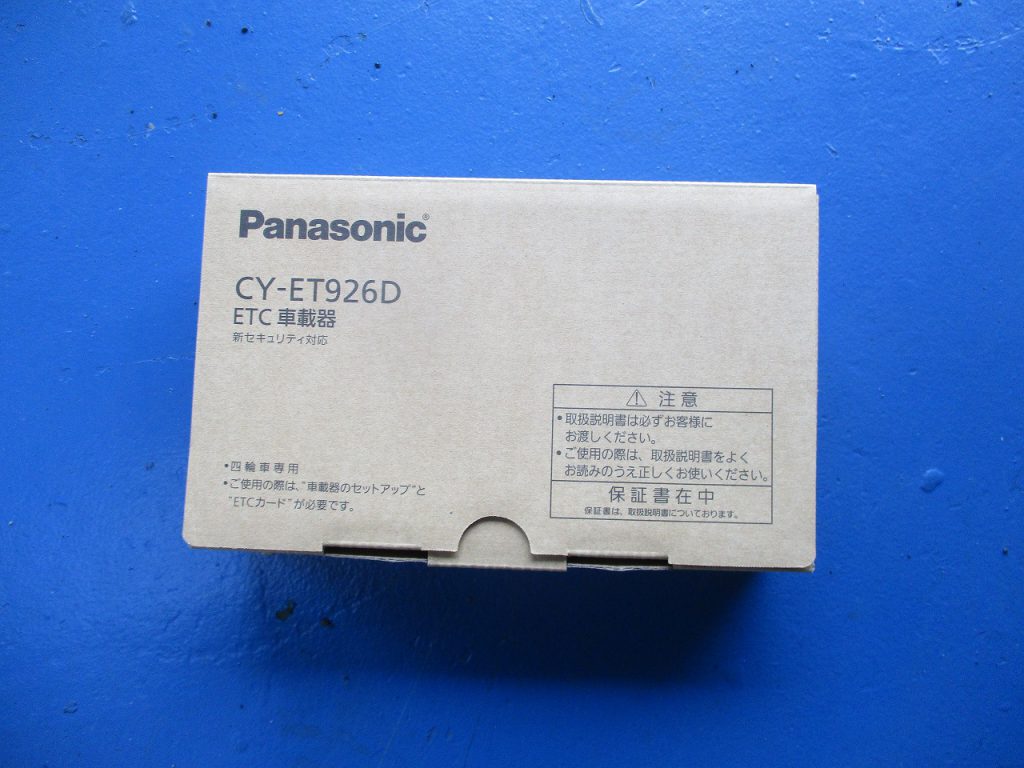 Panasonic®
CY-ET926D
ETC 車載器
新セキュリティ対応
•四輪車専用
•ご使用の際は、"車載器のセットアップ"と
"ETCカード"が必要です。
⚠ 注意
•取扱説明書は必ずお客様に
お渡しください。
•ご使用の際は、取扱説明書をよく
お読みのうえ正しくお使いください。
保証書在中
保証書は、取扱説明書についております。